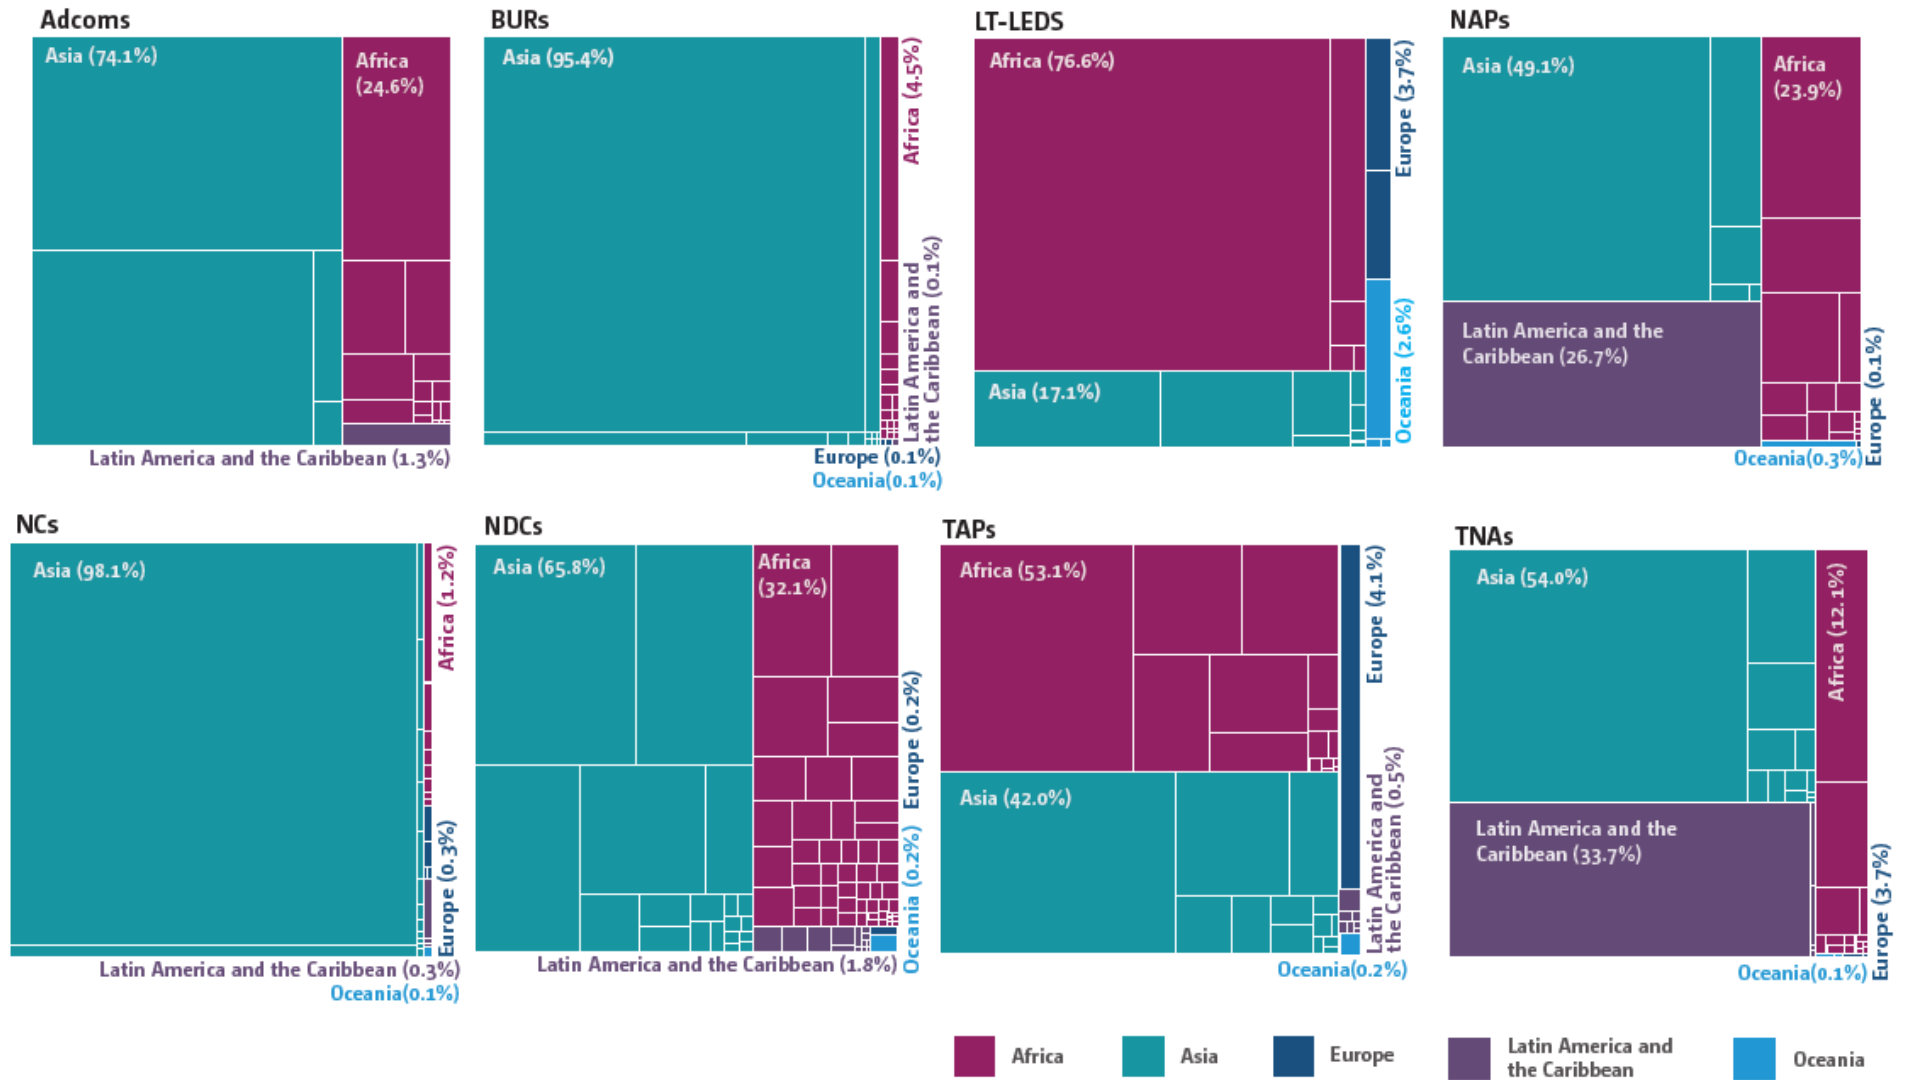 Adcoms
Asia (74.1%)
Africa
(24.6%)
Latin America and the Caribbean (1.3%)
BURs
Asia (95.4%)
Africa (4.5%)
Latin America and
the Caribbean (0.1%)
Europe (0.1%)
Oceania(0.1%)
LT-LEDS
Africa (76.6%)
Asia (17.1%)
Europe (3.7%)
Oceania (2.6%)
NAPs
Asia (49.1%)
Africa
(23.9%)
Latin America and the
Caribbean (26.7%)
Europe (0.1%)
Oceania(0.3%)
NCs
Asia (98.1%)
Africa (1.2%)
Europe (0.3%)
Latin America and the Caribbean (0.3%)
Oceania(0.1%)
NDCs
Asia (65.8%)
Africa
(32.1%)
Europe (0.2%)
Oceania (0.2%)
Latin America and the Caribbean (1.8%)
TAPs
Africa (53.1%)
Asia (42.0%)
Europe (4.1%)
Latin America and
the Caribbean (0.5%)
Oceania(0.2%)
TNAs
Asia (54.0%)
Africa (12.1%)
Latin America and the
Caribbean (33.7%)
Europe (3.7%)
Oceania(0.1%)
Africa
Asia
Europe
Latin America and
the Caribbean
Oceania